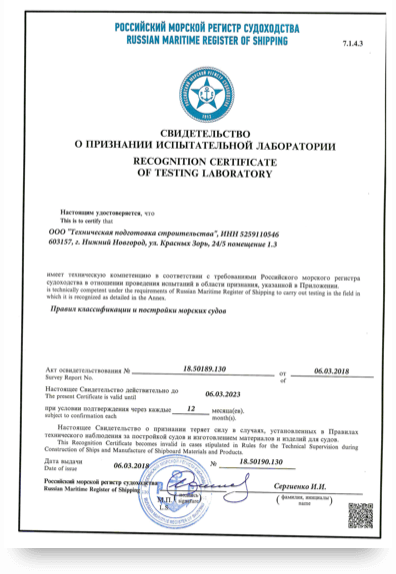 РОССИЙСКИЙ МОРСКОЙ РЕГИСТР СУДОХОДСТВА
RUSSIAN MARITIME REGISTER OF SHIPPING
7.1.4.3
1913
СВИДЕТЕЛЬСТВО
О ПРИЗНАНИИ ИСПЫТАТЕЛЬНОЙ ЛАБОРАТОРИИ
RECOGNITION CERTIFICATE
OF TESTING LABORATORY
Настоящим удостоверяется, что
This is to certify that
ООО "Техническая подготовка строительства", ИНН 5259110546
603157, г. Нижний Новгород, ул. Красных Зорь, 24/5 помещение 1.3
имеет техническую компетенцию в соответствии с требованиями Российского морского регистра
судоходства в отношении проведения испытаний в области признания, указанной в Приложении.
is technically competent under the requirements of Russian Maritime Register of Shipping to carry out testing in the field in
which it is recognized as detailed in the Annex.
Правил классификации и постройки морских судов
Акт освидетельствования № 18.50189.130 от 06.03.2018
Survey Report No. of
Настоящее Свидетельство действительно до 06.03.2023
The present Certificate is valid until
при условии подтверждения через каждые 12 месяца(ев).
subject to confirmation each month(s).
Настоящее Свидетельство о признании теряет силу в случаях, установленных в Правилах
технического наблюдения за постройкой судов и изготовлением материалов и изделий для судов.
This Recognition Certificate becomes invalid in cases stipulated in Rules for the Technical Supervision during
Construction of Ships and Manufacture of Shipboard Materials and Products.
Дата выдачи 06.03.2018 № 18.50190.130
Date of issue
Российский морской регистр судоходства
Russian Maritime Register of Shipping
Сергиенко И.И.
М.П.
L.S.
(фамилия, инициалы)
name